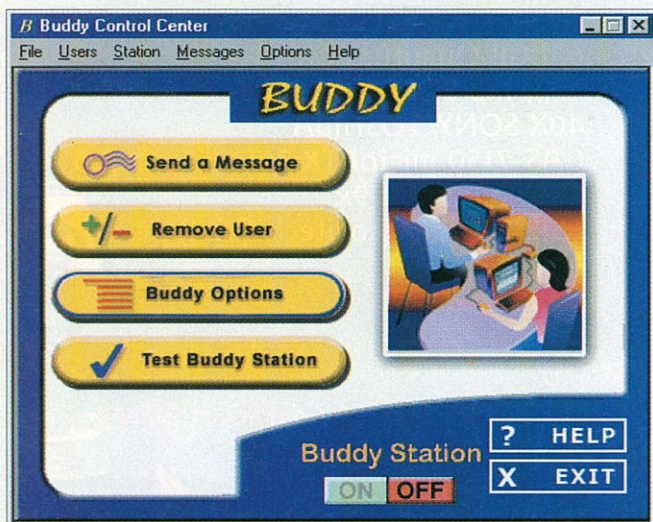 B Buddy Control Center
File Users Station Messages Options Help
BUDDY
Send a Message
+/- Remove User
Buddy Options
Test Buddy Station
Buddy Station
ON OFF
? HELP
X EXIT